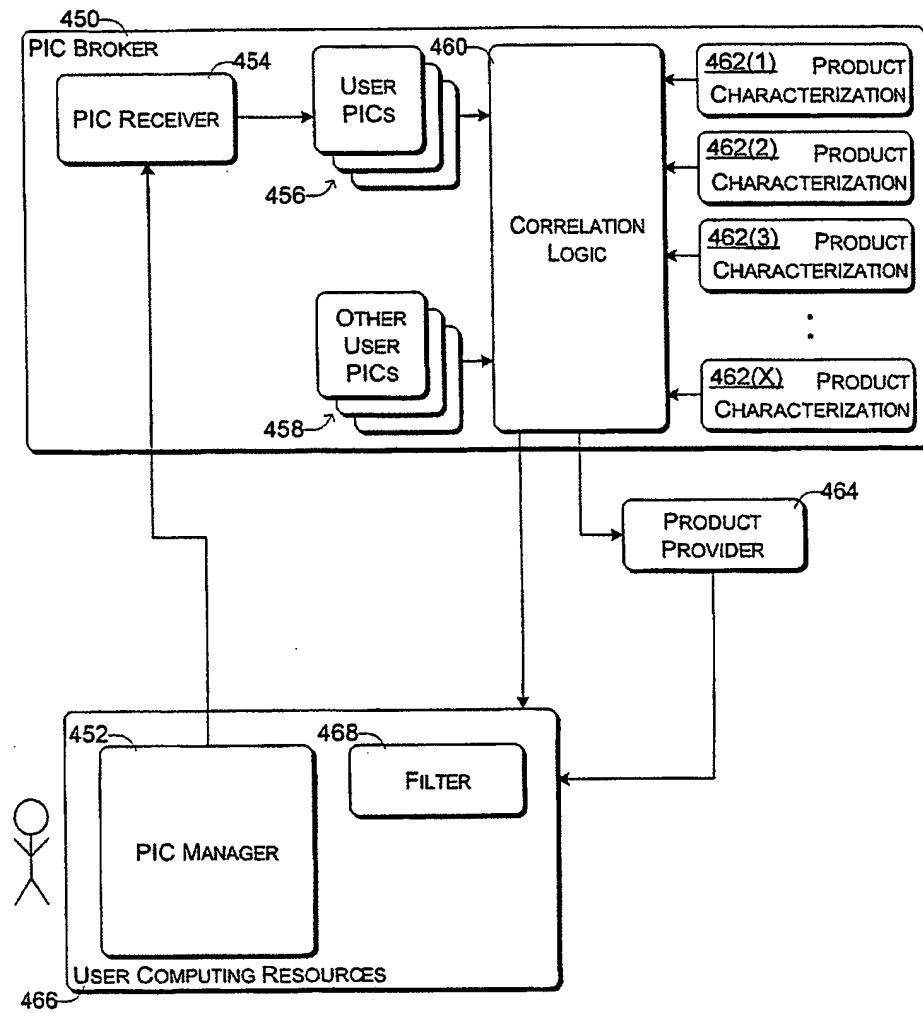 450
PIC BROKER
454
PIC RECEIVER
USER
PICS
456
OTHER
USER
PICS
458
460
CORRELATION
LOGIC
462(1) PRODUCT
CHARACTERIZATION
462(2) PRODUCT
CHARACTERIZATION
462(3) PRODUCT
CHARACTERIZATION
462(X) PRODUCT
CHARACTERIZATION
464
PRODUCT
PROVIDER
452
PIC MANAGER
468
FILTER
USER COMPUTING RESOURCES
466